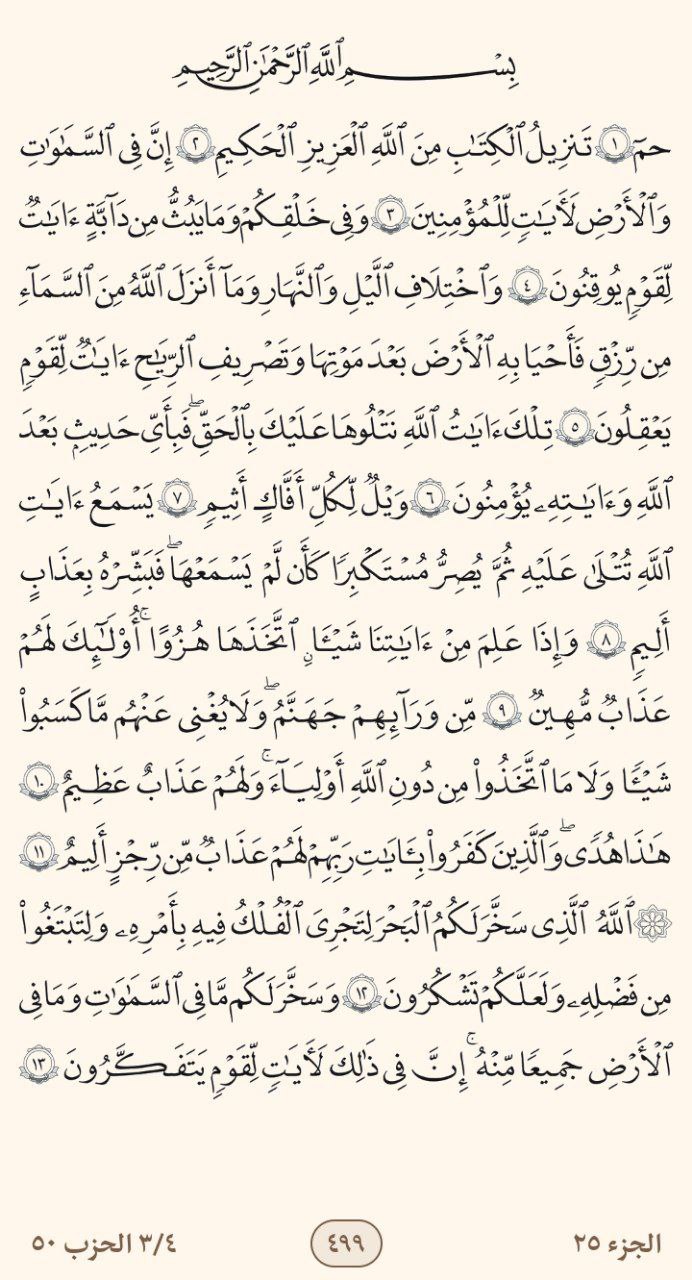 بِسْمِ ٱللَّهِ ٱلرَّحْمَٰنِ ٱلرَّحِيمِ
حمٓ ١ تَنزِيلُ ٱلْكِتَٰبِ مِنَ ٱللَّهِ ٱلْعَزِيزِ ٱلْحَكِيمِ ٢ إِنَّ فِى ٱلسَّمَٰوَٰتِ
وَٱلْأَرْضِ لَءَايَٰتٍ لِّلْمُؤْمِنِينَ ٣ وَفِى خَلْقِكُمْ وَمَا يَبُثُّ مِن دَآبَّةٍ ءَايَٰتٌ
لِّقَوْمٍ يُوقِنُونَ ٤ وَٱخْتِلَٰفِ ٱلَّيْلِ وَٱلنَّهَارِ وَمَآ أَنزَلَ ٱللَّهُ مِنَ ٱلسَّمَآءِ
مِن رِّزْقٍ فَأَحْيَا بِهِ ٱلْأَرْضَ بَعْدَ مَوْتِهَا وَتَصْرِيفِ ٱلرِّيَٰحِ ءَايَٰتٌ لِّقَوْمٍ
يَعْقِلُونَ ٥ تِلْكَ ءَايَٰتُ ٱللَّهِ نَتْلُوهَا عَلَيْكَ بِٱلْحَقِّ ۖ فَبِأَىِّ حَدِيثٍۭ بَعْدَ
ٱللَّهِ وَءَايَٰتِهِۦ يُؤْمِنُونَ ٦ وَيْلٌ لِّكُلِّ أَفَّاكٍ أَثِيمٍ ٧ يَسْمَعُ ءَايَٰتِ
ٱللَّهِ تُتْلَىٰ عَلَيْهِ ثُمَّ يُصِرُّ مُسْتَكْبِرًا كَأَن لَّمْ يَسْمَعْهَا ۖ فَبَشِّرْهُ بِعَذَابٍ
أَلِيمٍ ٨ وَإِذَا عَلِمَ مِنْ ءَايَٰتِنَا شَيْـًٔا ٱتَّخَذَهَا هُزُوًا ۚ أُو۟لَٰٓئِكَ لَهُمْ
عَذَابٌ مُّهِينٌ ٩ مِّن وَرَآئِهِمْ جَهَنَّمُ ۖ وَلَا يُغْنِى عَنْهُم مَّا كَسَبُوا۟
شَيْـًٔا وَلَا مَا ٱتَّخَذُوا۟ مِن دُونِ ٱللَّهِ أَوْلِيَآءَ ۖ وَلَهُمْ عَذَابٌ عَظِيمٌ ١٠
هَٰذَا هُدًى ۖ وَٱلَّذِينَ كَفَرُوا۟ بِـَٔايَٰتِ رَبِّهِمْ لَهُمْ عَذَابٌ مِّن رِّجْزٍ أَلِيمٌ ١١
۞ ٱللَّهُ ٱلَّذِى سَخَّرَ لَكُمُ ٱلْبَحْرَ لِتَجْرِىَ ٱلْفُلْكُ فِيهِ بِأَمْرِهِۦ وَلِتَبْتَغُوا۟
مِن فَضْلِهِۦ وَلَعَلَّكُمْ تَشْكُرُونَ ١٢ وَسَخَّرَ لَكُم مَّا فِى ٱلسَّمَٰوَٰتِ وَمَا فِى
ٱلْأَرْضِ جَمِيعًا مِّنْهُ ۚ إِنَّ فِى ذَٰلِكَ لَءَايَٰتٍ لِّقَوْمٍ يَتَفَكَّرُونَ ١٣
الجزء ٢٥ ٤٩٩ ٣/٤ الحزب ٥٠